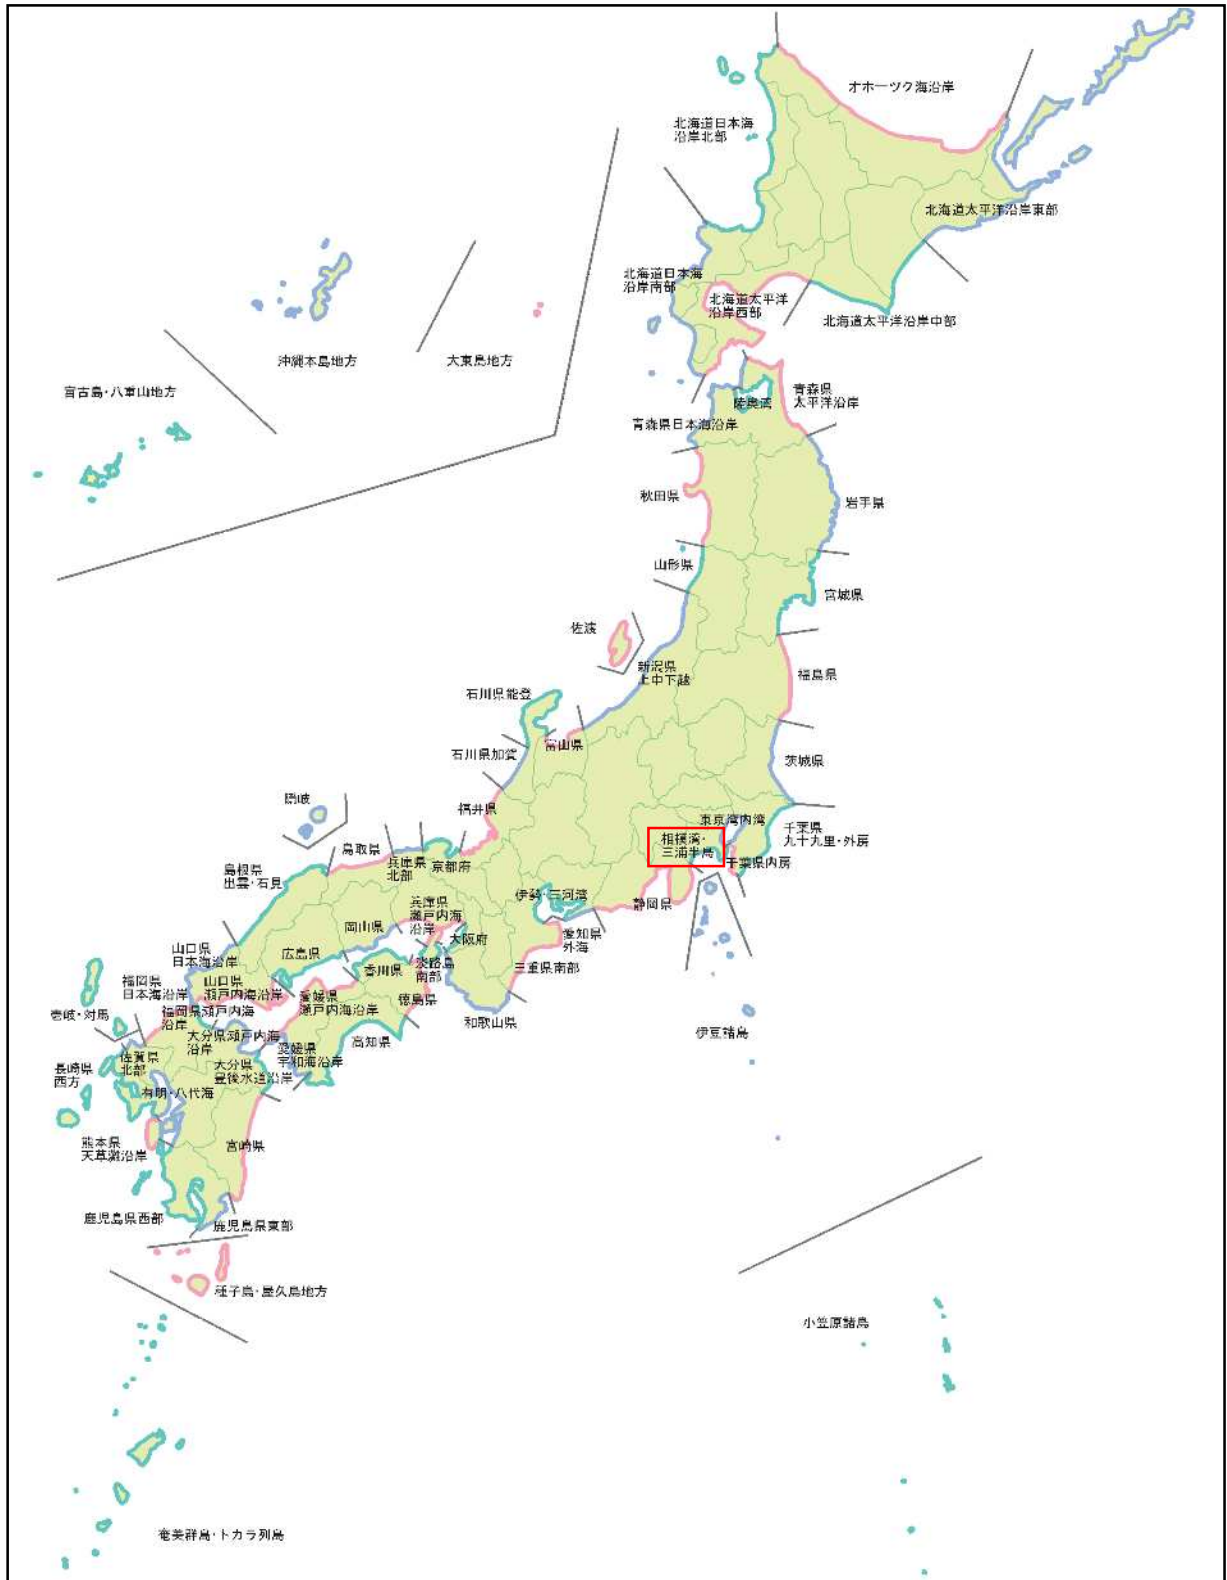 オホーツク海沿岸
北海道日本海
沿岸北部
北海道太平洋沿岸東部
北海道日本海
沿岸南部
北海道太平洋
沿岸西部
北海道太平洋沿岸中部
沖縄本島地方
大東島地方
宮古島・八重山地方
青森県
太平洋沿岸
陸奥湾
青森県日本海沿岸
秋田県
岩手県
山形県
宮城県
佐渡
新潟県
上中下越
福島県
石川県能登
富山県
石川県加賀
茨城県
隠岐
福井県
東京湾内湾
千葉県
九十九里・外房
相模湾・
三浦半島
千葉県内房
鳥取県
兵庫県
北部
京都府
島根県
出雲・石見
伊勢・三河湾
静岡県
兵庫県
瀬戸内海
沿岸
岡山県
愛知県
外海
大阪府
広島県
山口県
日本海沿岸
香川県
淡路島
南部
三重県南部
福岡県
日本海沿岸
山口県
瀬戸内海沿岸
愛媛県
瀬戸内海沿岸
徳島県
和歌山県
壱岐・対馬
福岡県瀬戸内海
沿岸
伊豆諸島
大分県瀬戸内海
沿岸
高知県
愛媛県
宇和海沿岸
佐賀県
北部
長崎県
西方
大分県
豊後水道沿岸
有明・八代海
熊本県
天草灘沿岸
宮崎県
鹿児島県西部
鹿児島県東部
種子島・屋久島地方
小笠原諸島
奄美群島・トカラ列島